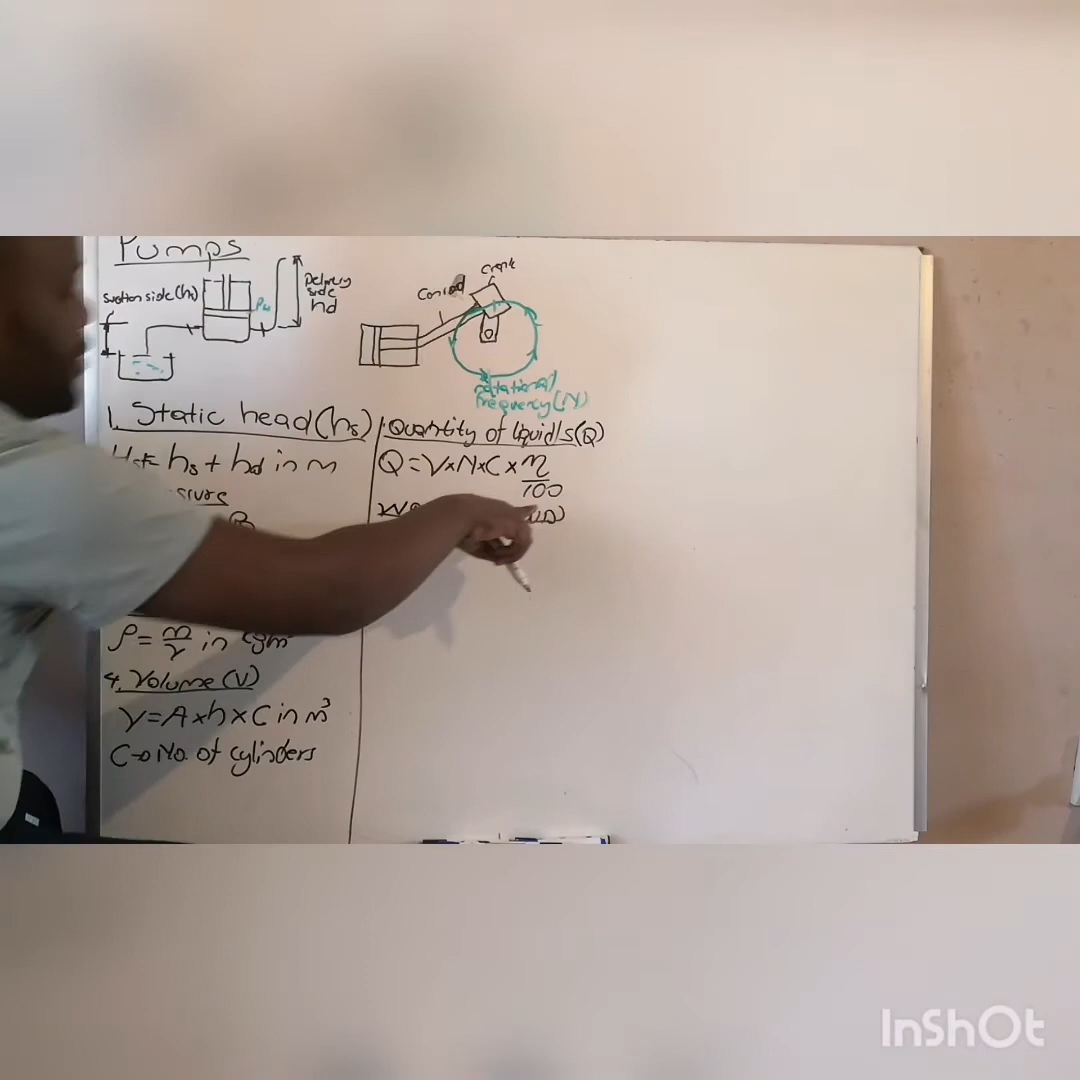 Pumps
Suction side (hs)
Delivery
side
hd
Conrod
Crank
rotational
frequency (N)
1. Static head (hs)
hs + hd in m
B
ρ = m/v in kg/m³
4. Volume (V)
V = A × h × C in m³
C → No. of cylinders
Quantity of liquids (Q)
Q = V × N × C × η/100
InShOt